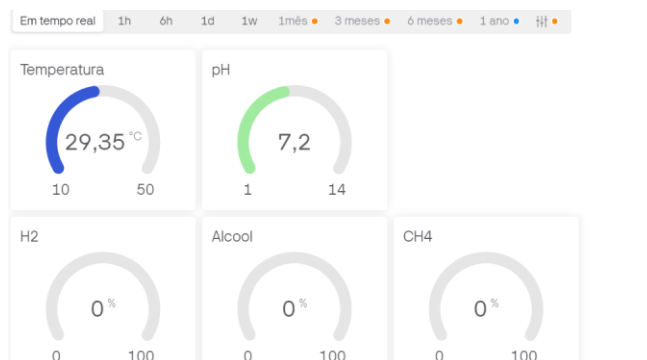 Em tempo real 1h 6h 1d 1w 1mês 3 meses 6 meses 1 ano
Temperatura pH
29,35 °C 7,2
10 50 1 14
H2 Alcool CH4
0 % 0 % 0 %
0 100 0 100 0 100